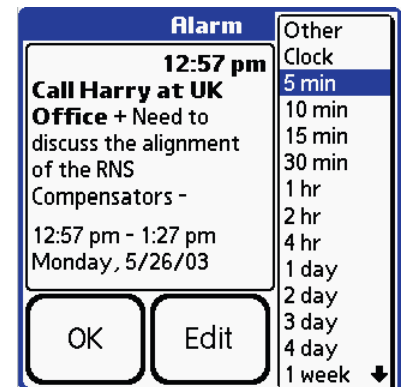 Alarm
12:57 pm
Call Harry at UK
Office + Need to
discuss the alignment
of the RNS
Compensators -
12:57 pm - 1:27 pm
Monday, 5/26/03
OK
Edit
Other
Clock
5 min
10 min
15 min
30 min
1 hr
2 hr
4 hr
1 day
2 day
3 day
4 day
1 week